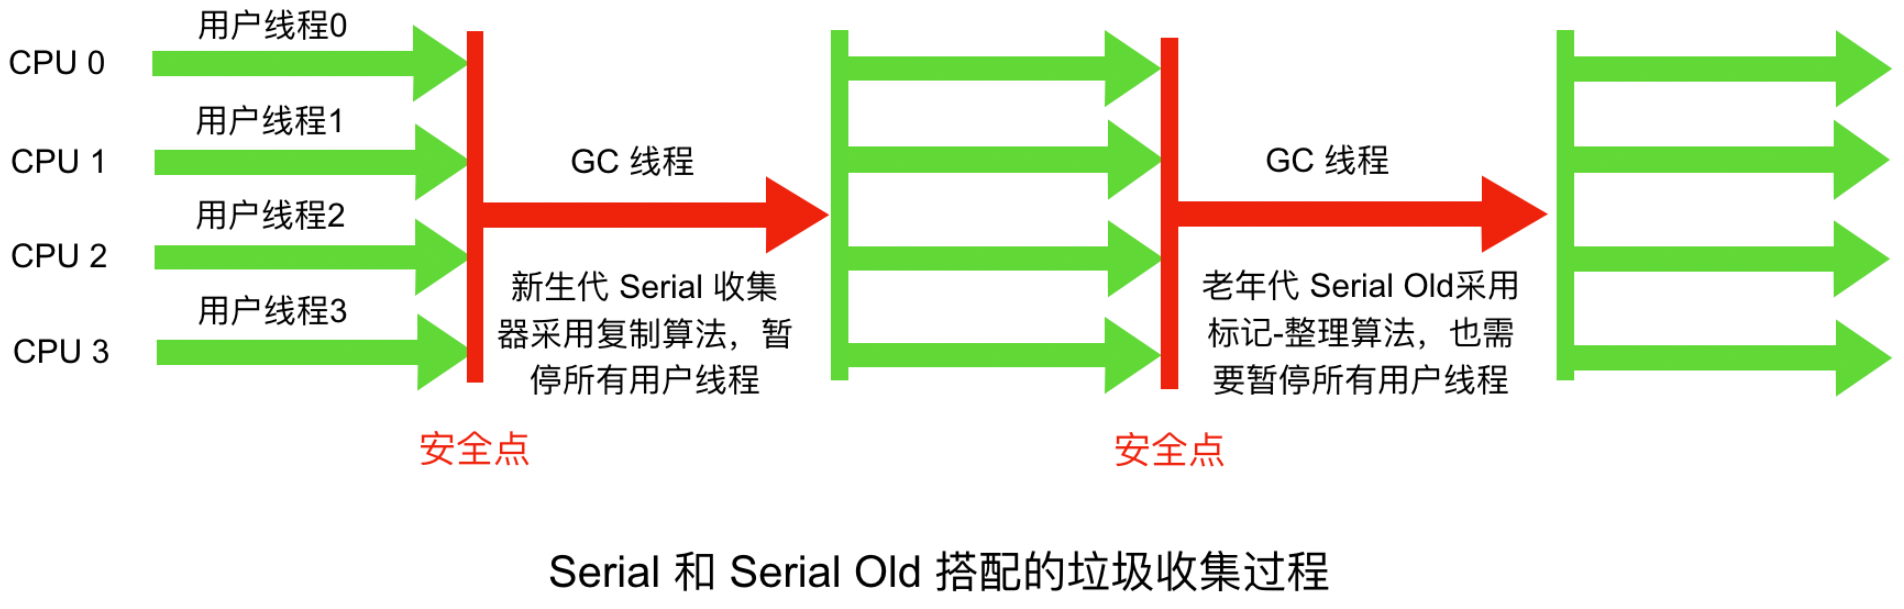 用户线程0
CPU 0
用户线程1
CPU 1
用户线程2
CPU 2
用户线程3
CPU 3
GC 线程
新生代 Serial 收集
器采用复制算法，暂
停所有用户线程
安全点
GC 线程
老年代 Serial Old采用
标记-整理算法，也需
要暂停所有用户线程
安全点
Serial 和 Serial Old 搭配的垃圾收集过程